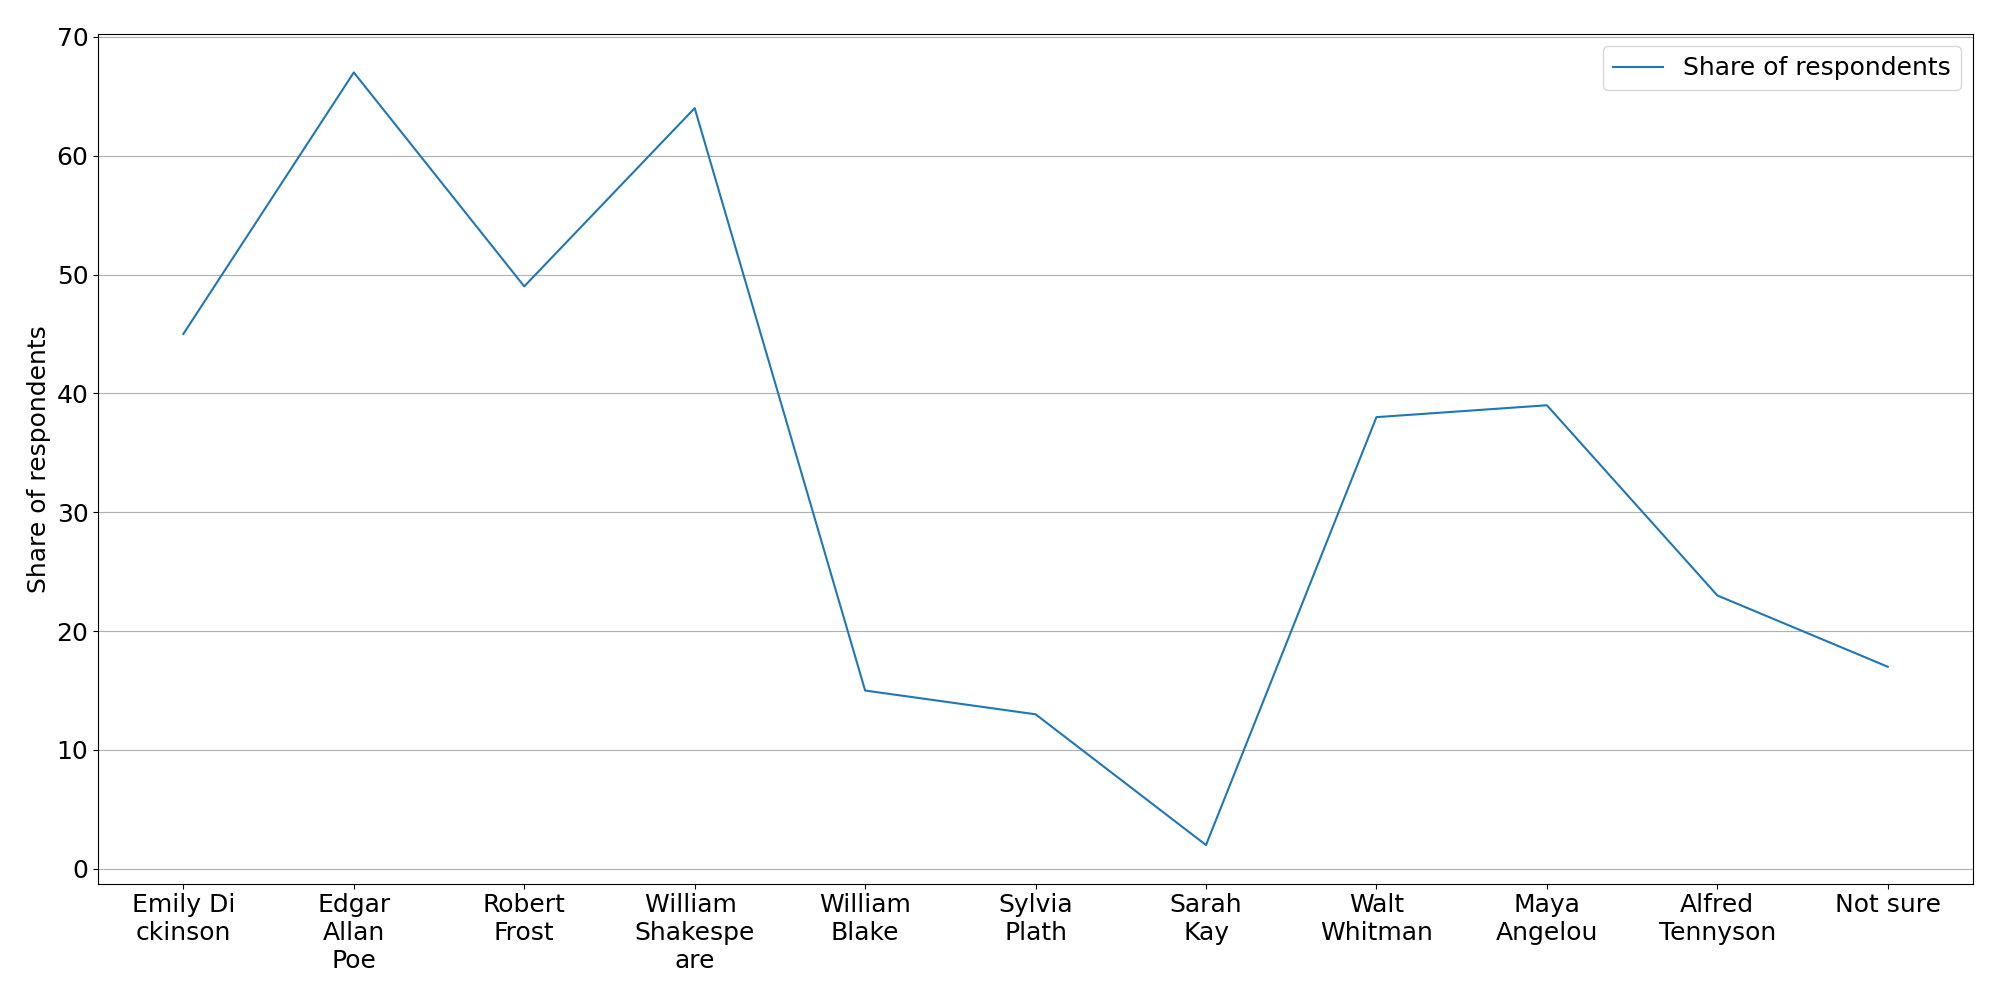 Share of respondents
70
60
50
40
30
20
10
0
Share of respondents
Emily Di
ckinson
Edgar
Allan
Poe
Robert
Frost
William
Shakespe
are
William
Blake
Sylvia
Plath
Sarah
Kay
Walt
Whitman
Maya
Angelou
Alfred
Tennyson
Not sure